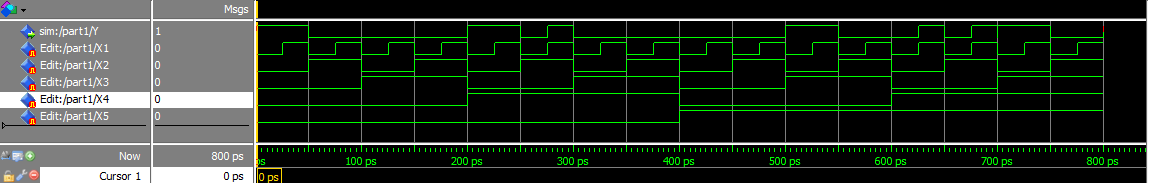 Msgs
sim:/part1/Y 1
Edit:/part1/X1 0
Edit:/part1/X2 0
Edit:/part1/X3 0
Edit:/part1/X4 0
Edit:/part1/X5 0
Now 800 ps ps 100 ps 200 ps 300 ps 400 ps 500 ps 600 ps 700 ps 800 ps
Cursor 1 0 ps 0 ps